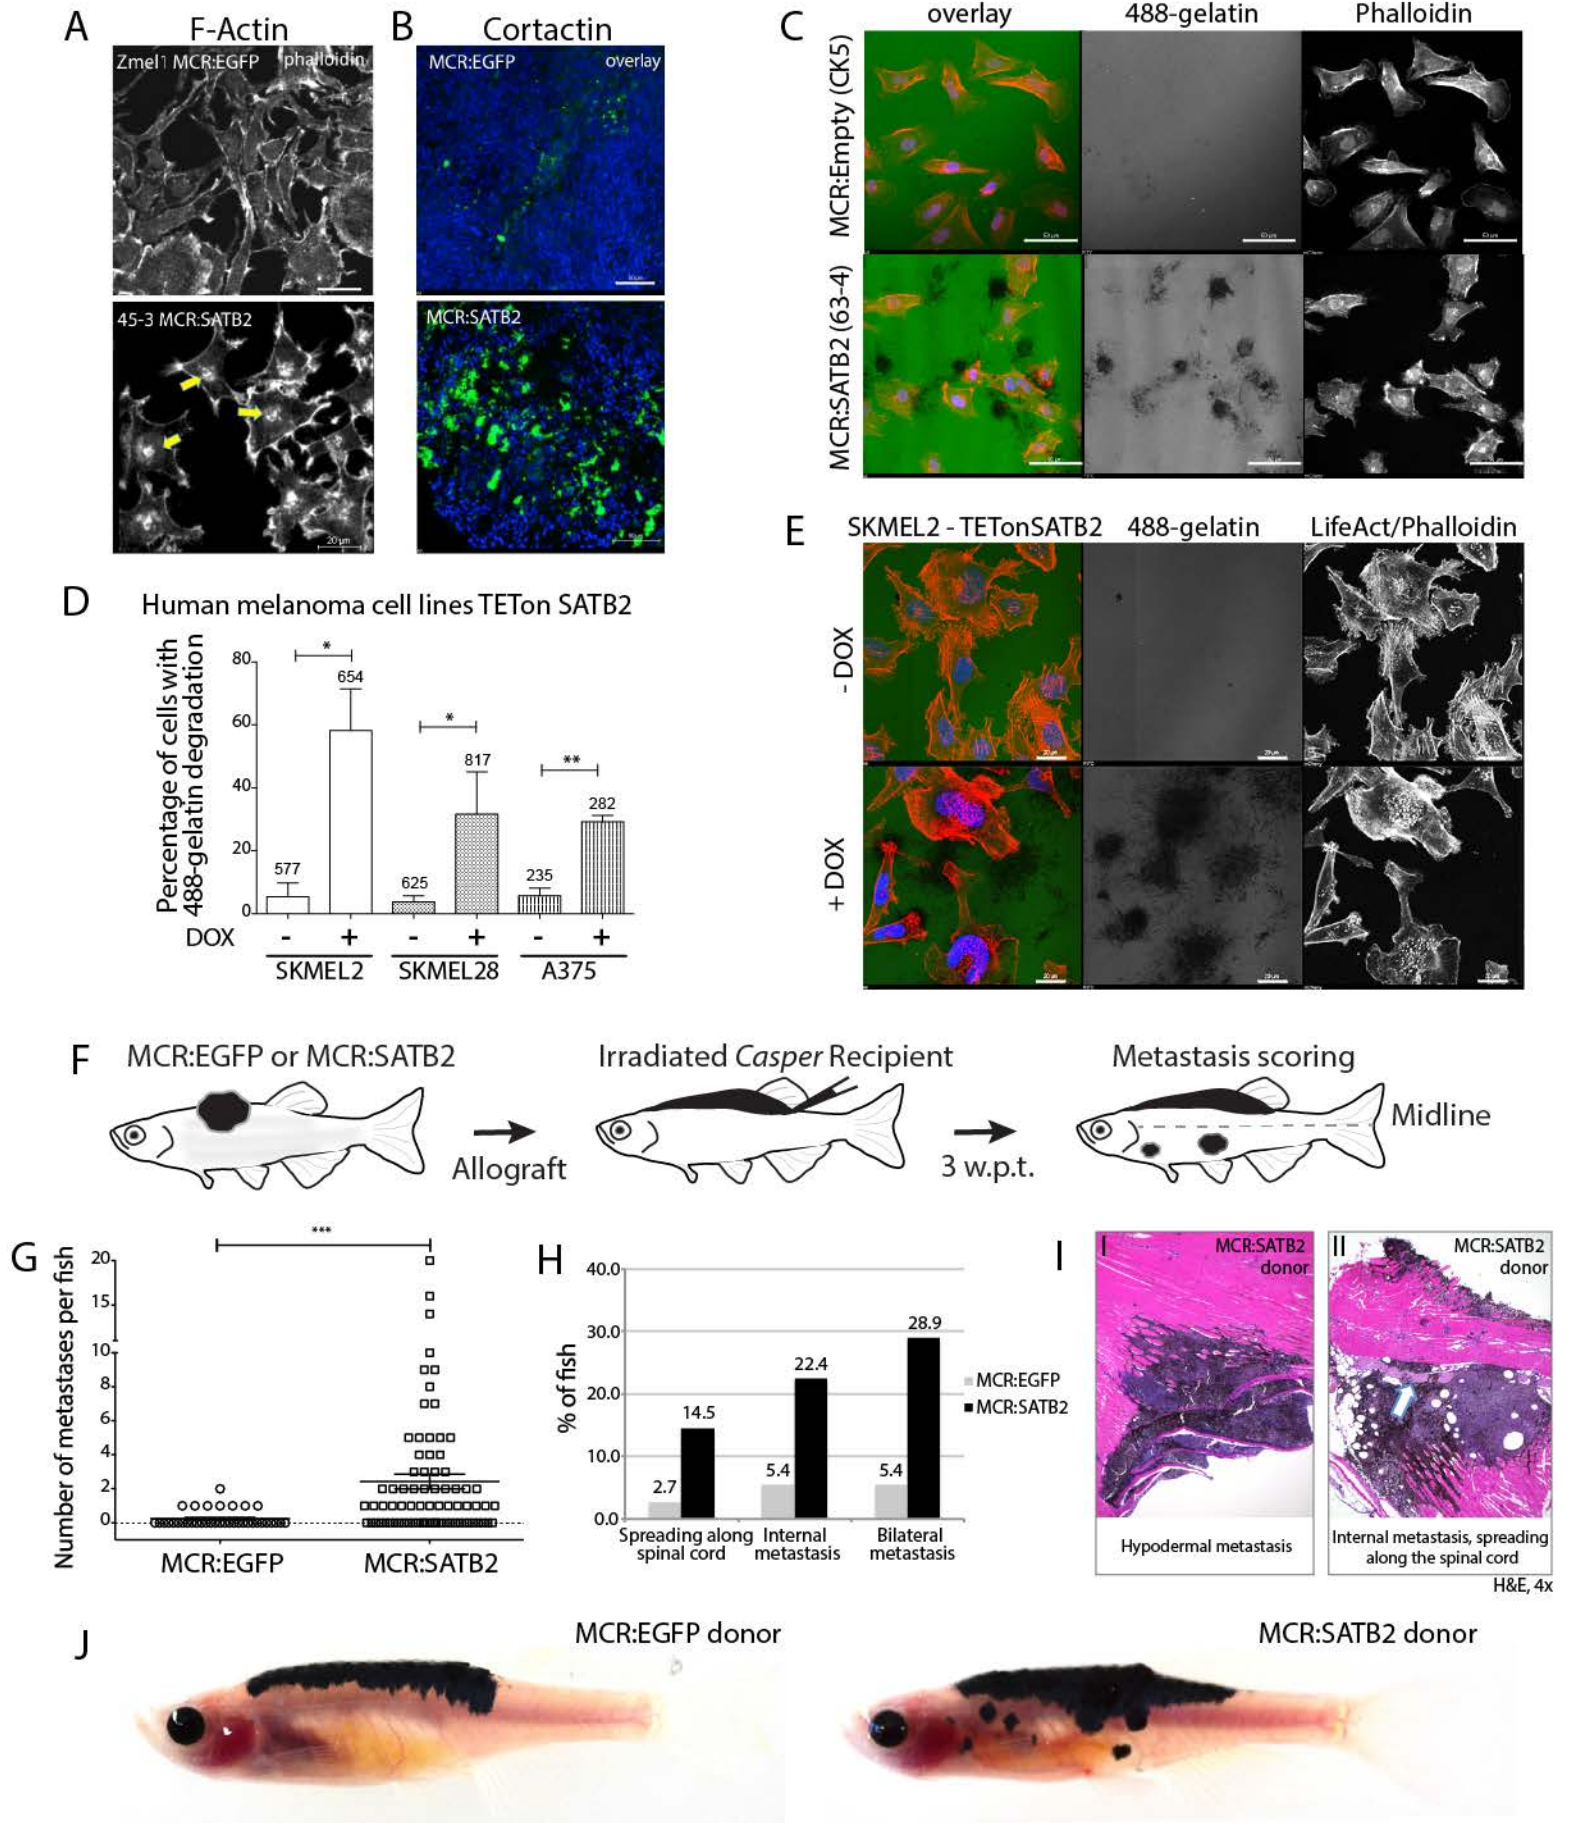 A
F-Actin
Zmel1 MCR:EGFP phalloidin
45-3 MCR:SATB2
20 µm
B
Cortactin
MCR:EGFP overlay
MCR:SATB2
C
overlay 488-gelatin Phalloidin
MCR:Empty (CK5)
MCR:SATB2 (63-4)
D
Human melanoma cell lines TETon SATB2
Percentage of cells with
488-gelatin degradation
80
60
40
20
0
* * **
577 654 625 817 235 282
DOX - + - + - +
SKMEL2 SKMEL28 A375
E
SKMEL2 - TETonSATB2 488-gelatin LifeAct/Phalloidin
- DOX
+ DOX
20 µm
F
MCR:EGFP or MCR:SATB2 Irradiated Casper Recipient Metastasis scoring
Allograft
3 w.p.t.
Midline
G
Number of metastases per fish
***
20
15
10
8
6
4
2
0
MCR:EGFP MCR:SATB2
H
% of fish
40.0
30.0
20.0
10.0
0.0
2.7 14.5 5.4 22.4 5.4 28.9
Spreading along
spinal cord
Internal
metastasis
Bilateral
metastasis
MCR:EGFP
MCR:SATB2
I
I
MCR:SATB2
donor
Hypodermal metastasis
II
MCR:SATB2
donor
Internal metastasis, spreading
along the spinal cord
H&E, 4x
J
MCR:EGFP donor MCR:SATB2 donor